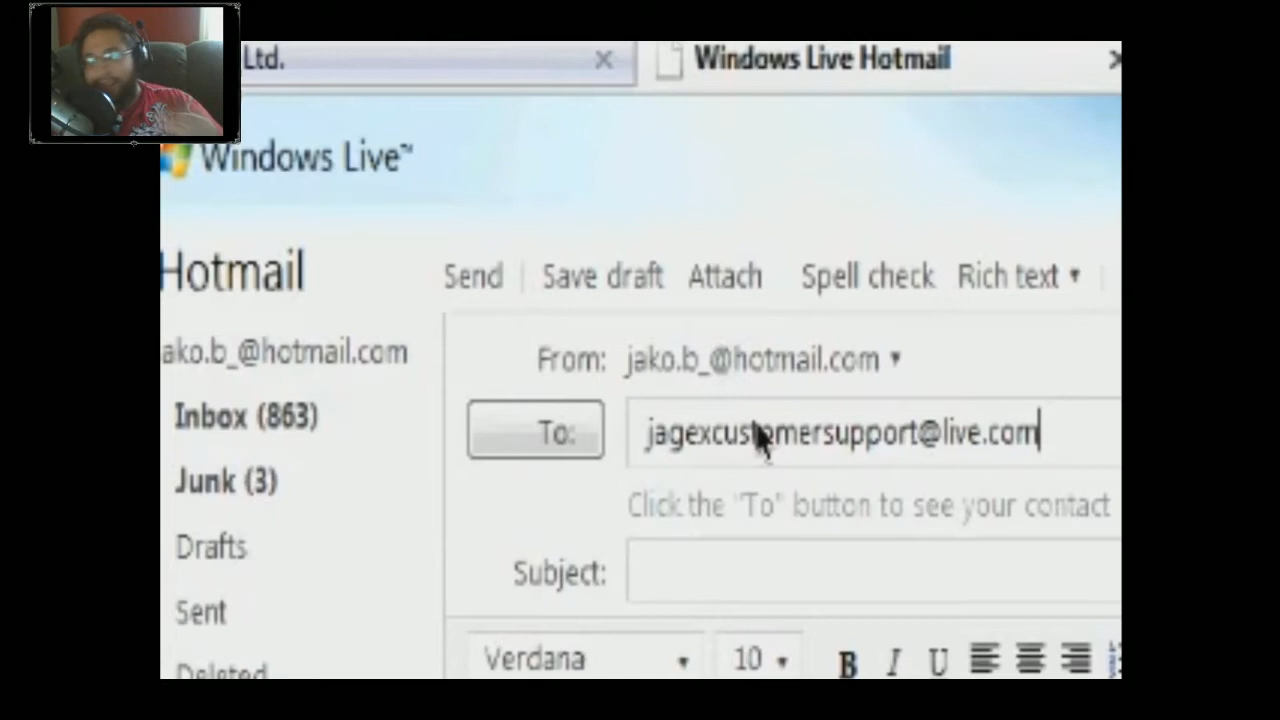 Ltd.
Windows Live Hotmail
Windows Live™
Hotmail
Send
Save draft
Attach
Spell check
Rich text
ako.b_@hotmail.com
From: jako.b_@hotmail.com
Inbox (863)
To: jagexcustomersupport@live.com
Junk (3)
Click the "To" button to see your contact
Drafts
Subject:
Sent
Verdana
10
B I U
Deleted